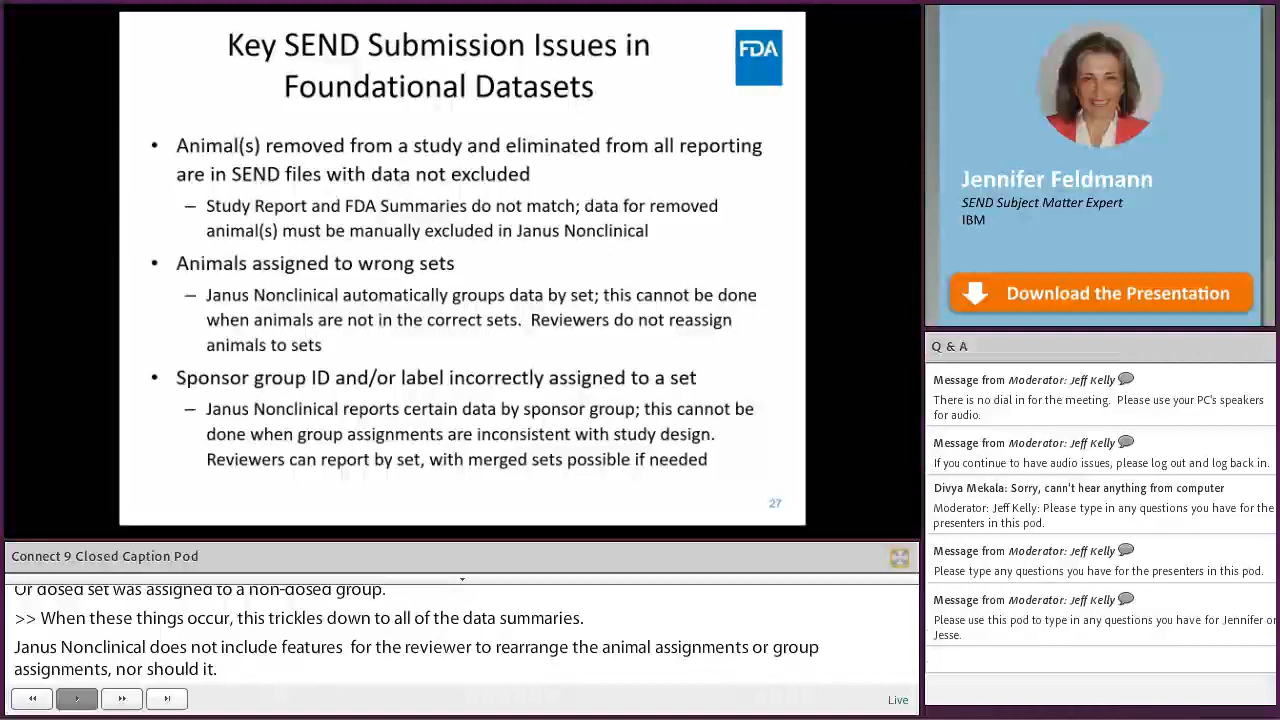 Key SEND Submission Issues in
Foundational Datasets
FDA
• Animal(s) removed from a study and eliminated from all reporting
are in SEND files with data not excluded
– Study Report and FDA Summaries do not match; data for removed
animal(s) must be manually excluded in Janus Nonclinical
• Animals assigned to wrong sets
– Janus Nonclinical automatically groups data by set; this cannot be done
when animals are not in the correct sets. Reviewers do not reassign
animals to sets
• Sponsor group ID and/or label incorrectly assigned to a set
– Janus Nonclinical reports certain data by sponsor group; this cannot be
done when group assignments are inconsistent with study design.
Reviewers can report by set, with merged sets possible if needed
27
Connect 9 Closed Caption Pod
Or dosed set was assigned to a non-dosed group.
>> When these things occur, this trickles down to all of the data summaries.
Janus Nonclinical does not include features for the reviewer to rearrange the animal assignments or group
assignments, nor should it.
Live
Jennifer Feldmann
SEND Subject Matter Expert
IBM
Download the Presentation
Q & A
Message from Moderator: Jeff Kelly
There is no dial in for the meeting. Please use your PC's speakers
for audio.
Message from Moderator: Jeff Kelly
If you continue to have audio issues, please log out and log back in.
Divya Mekala: Sorry, cann't hear anything from computer
Moderator: Jeff Kelly: Please type in any questions you have for the
presenters in this pod.
Message from Moderator: Jeff Kelly
Please type any questions you have for the presenters in this pod.
Message from Moderator: Jeff Kelly
Please use this pod to type in any questions you have for Jennifer or
Jesse.